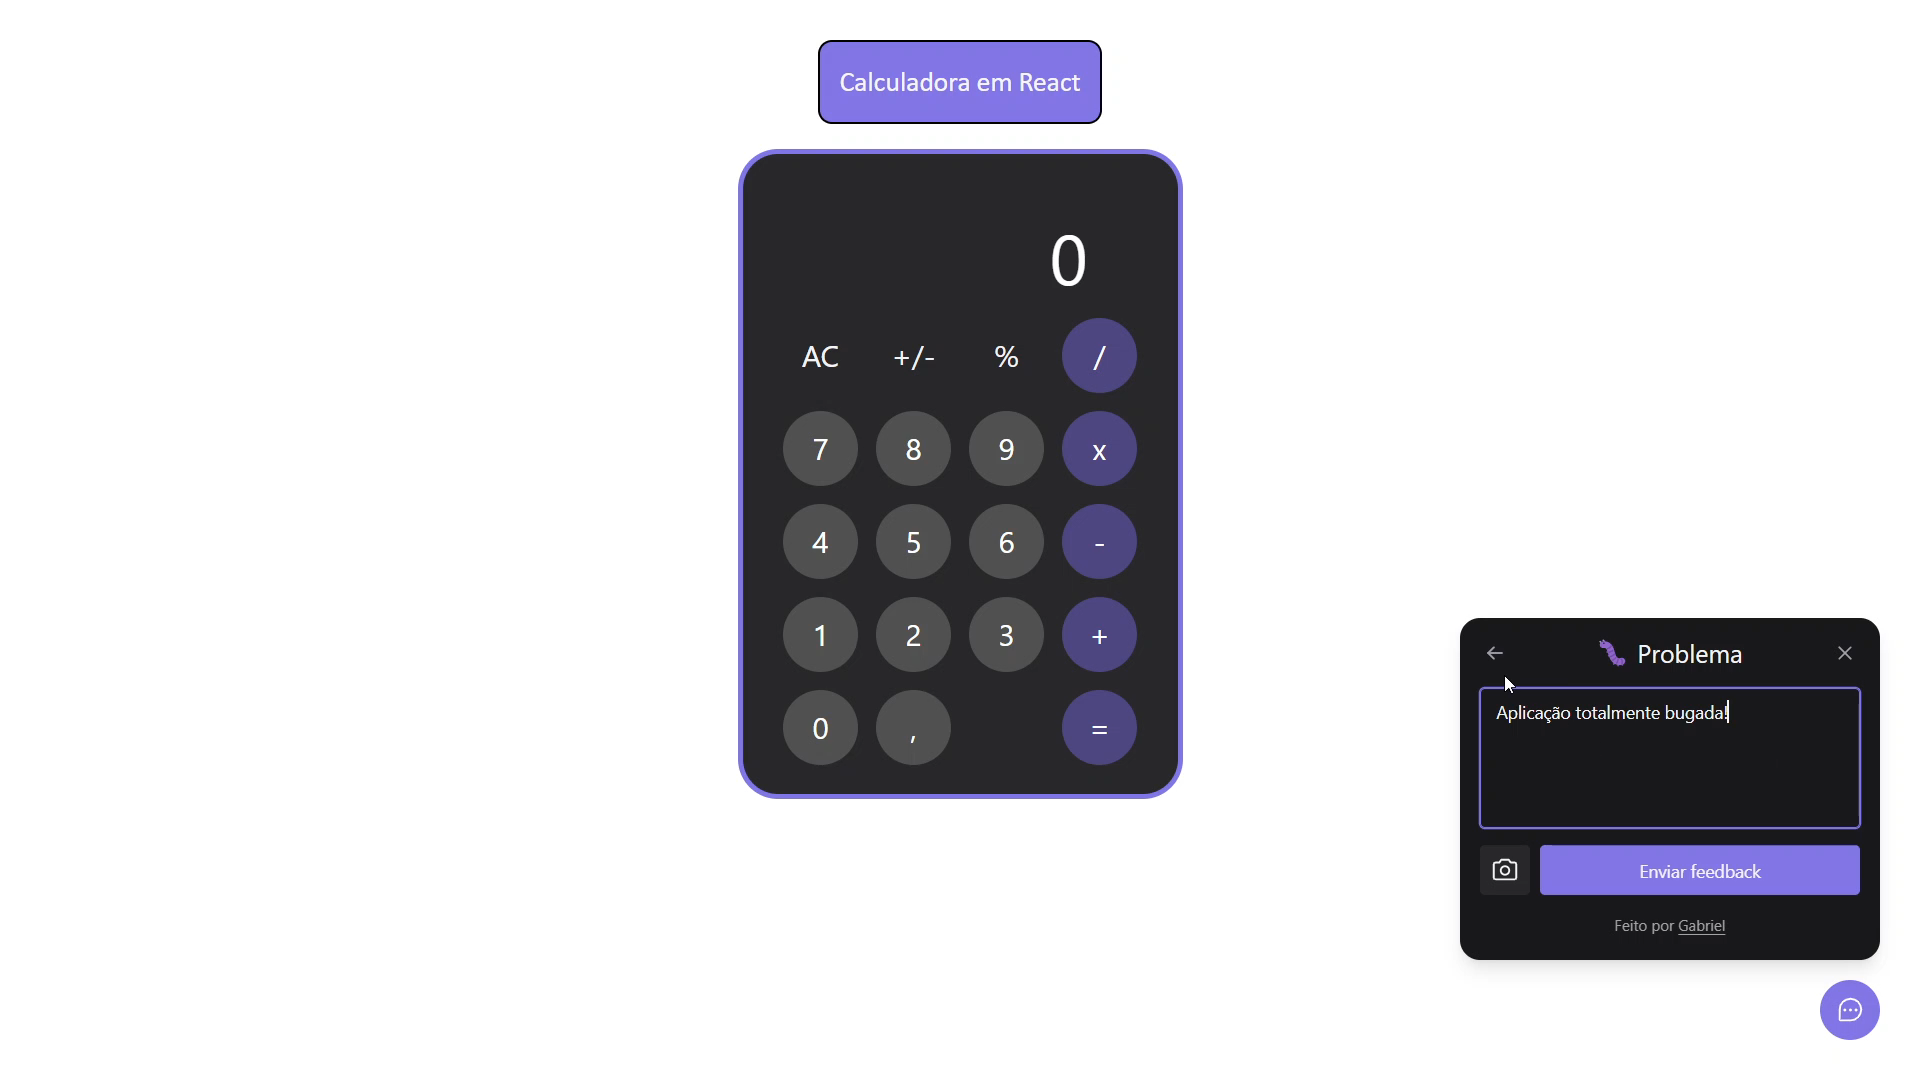 Calculadora em React
0
AC +/- % /
7 8 9 x
4 5 6 -
1 2 3 +
0 , =
Problema
Aplicação totalmente bugada!
Enviar feedback
Feito por Gabriel